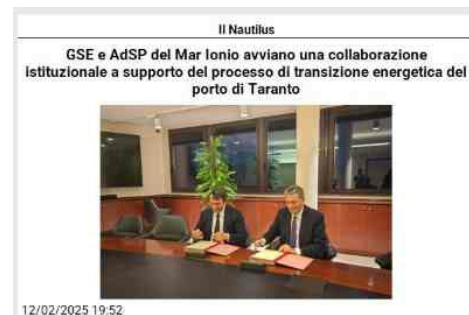 Il Nautilus
GSE e AdSP del Mar Ionio avviano una collaborazione
istituzionale a supporto del processo di transizione energetica del
porto di Taranto
12/02/2025 19:52